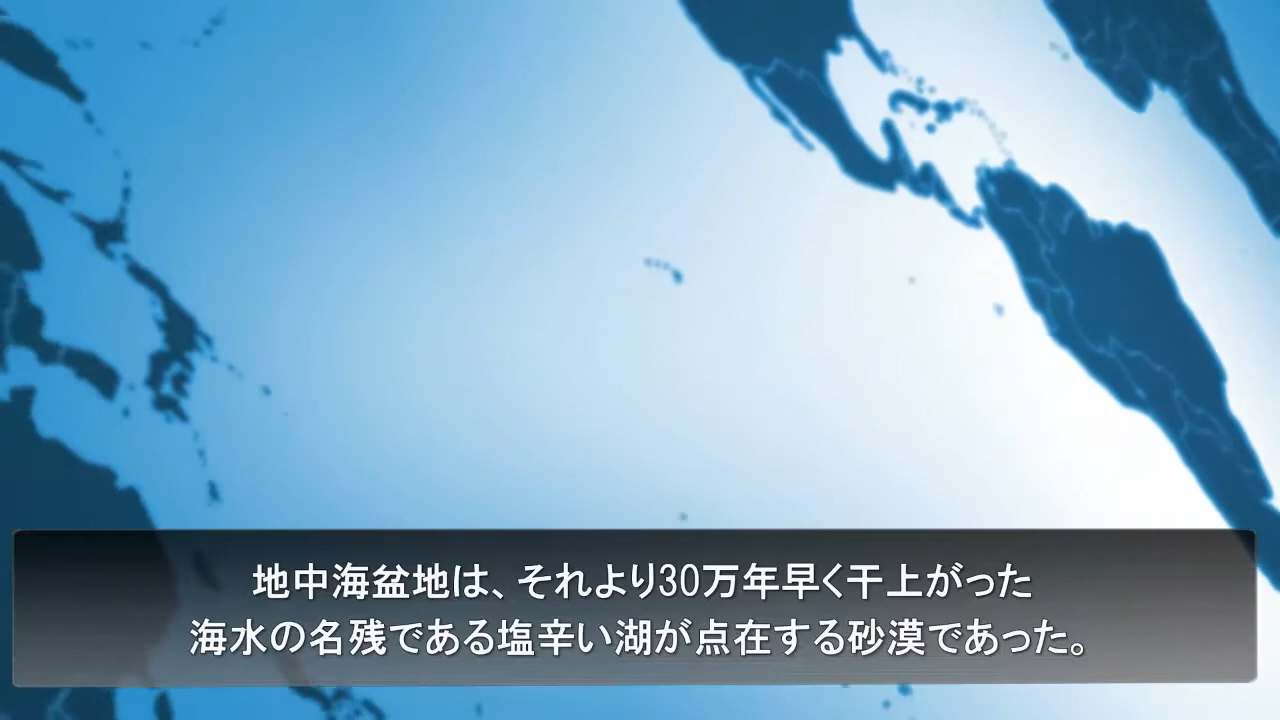 地中海盆地は、それより30万年早く干上がった
海水の名残である塩辛い湖が点在する砂漠であった。